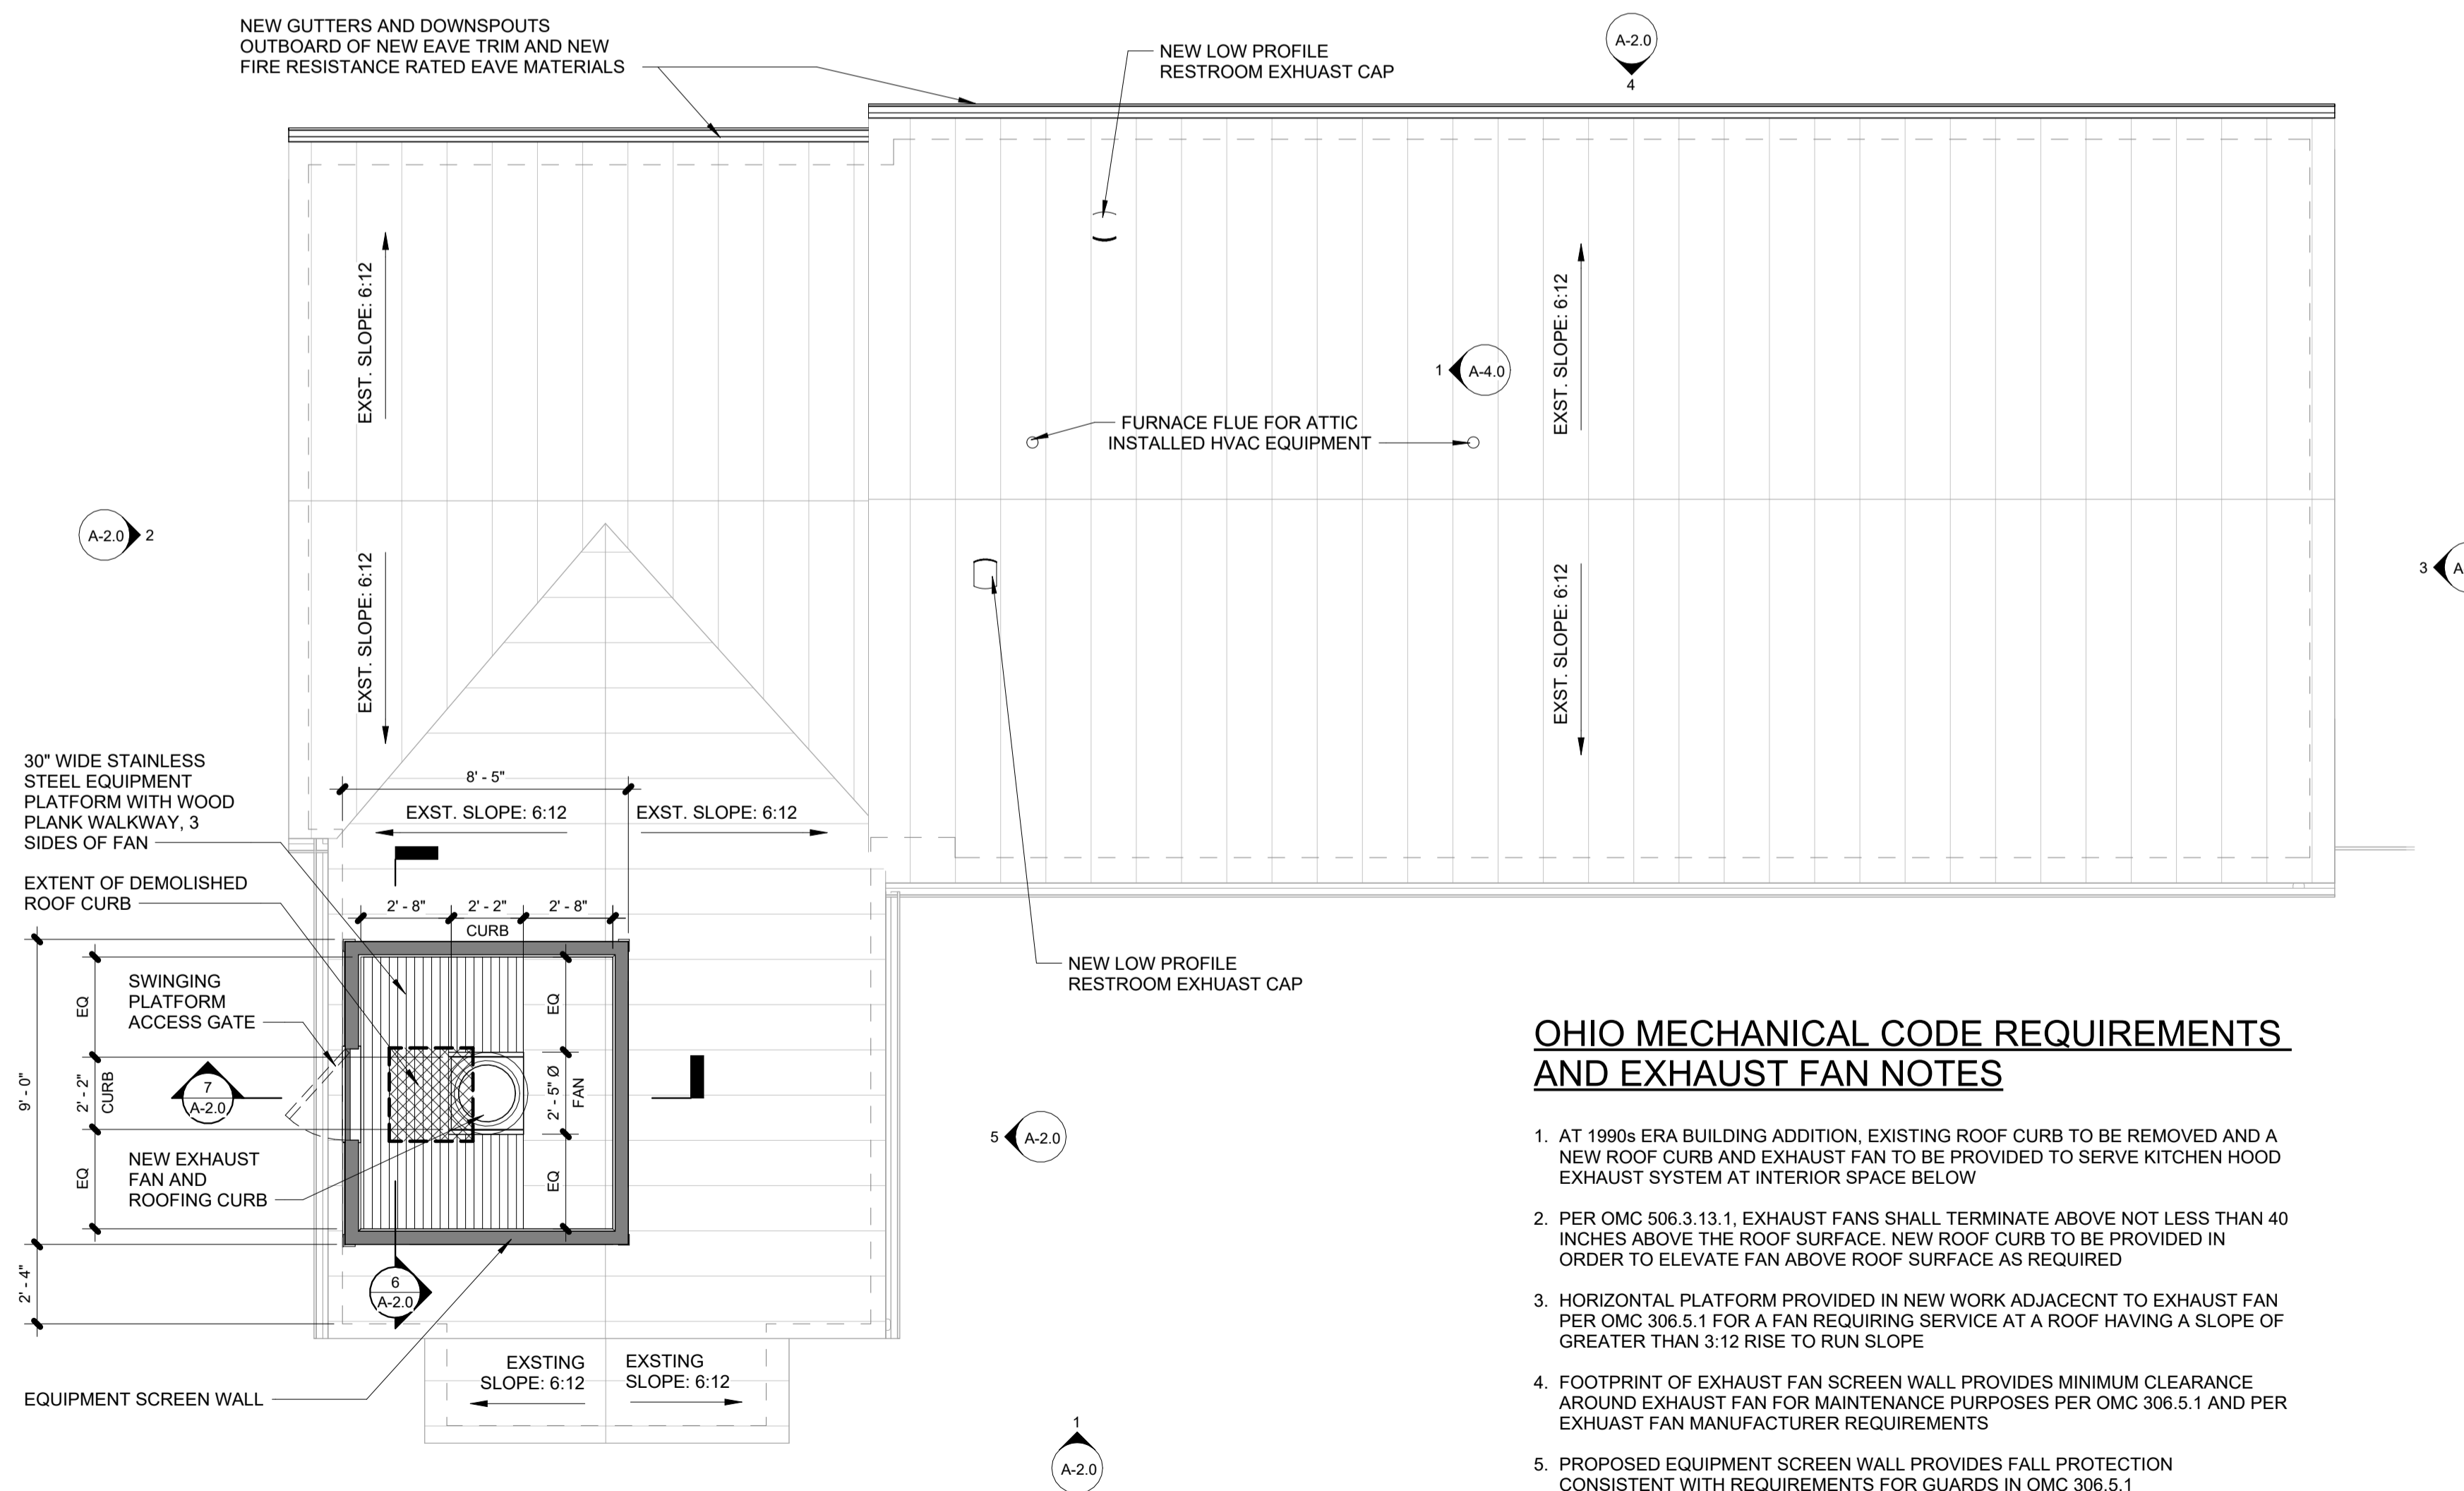 NEW GUTTERS AND DOWNSPOUTS
OUTBOARD OF NEW EAVE TRIM AND NEW
FIRE RESISTANCE RATED EAVE MATERIALS
NEW LOW PROFILE
RESTROOM EXHUAST CAP
A-2.0
4
EXST. SLOPE: 6:12
EXST. SLOPE: 6:12
1
A-4.0
FURNACE FLUE FOR ATTIC
INSTALLED HVAC EQUIPMENT
A-2.0
2
3
A
EXST. SLOPE: 6:12
EXST. SLOPE: 6:12
30" WIDE STAINLESS
STEEL EQUIPMENT
PLATFORM WITH WOOD
PLANK WALKWAY, 3
SIDES OF FAN
8' - 5"
EXST. SLOPE: 6:12
EXST. SLOPE: 6:12
EXTENT OF DEMOLISHED
ROOF CURB
2' - 8"
2' - 2"
2' - 8"
CURB
SWINGING
PLATFORM
ACCESS GATE
EQ
EQ
9' - 0"
2' - 2"
CURB
7
A-2.0
2' - 5" Ø
FAN
NEW EXHAUST
FAN AND
ROOFING CURB
EQ
EQ
2' - 4"
6
A-2.0
EQUIPMENT SCREEN WALL
EXSTING
SLOPE: 6:12
EXSTING
SLOPE: 6:12
NEW LOW PROFILE
RESTROOM EXHUAST CAP
5
A-2.0
1
A-2.0
OHIO MECHANICAL CODE REQUIREMENTS
AND EXHAUST FAN NOTES
1. AT 1990s ERA BUILDING ADDITION, EXISTING ROOF CURB TO BE REMOVED AND A
NEW ROOF CURB AND EXHAUST FAN TO BE PROVIDED TO SERVE KITCHEN HOOD
EXHAUST SYSTEM AT INTERIOR SPACE BELOW
2. PER OMC 506.3.13.1, EXHAUST FANS SHALL TERMINATE ABOVE NOT LESS THAN 40
INCHES ABOVE THE ROOF SURFACE. NEW ROOF CURB TO BE PROVIDED IN
ORDER TO ELEVATE FAN ABOVE ROOF SURFACE AS REQUIRED
3. HORIZONTAL PLATFORM PROVIDED IN NEW WORK ADJACECNT TO EXHAUST FAN
PER OMC 306.5.1 FOR A FAN REQUIRING SERVICE AT A ROOF HAVING A SLOPE OF
GREATER THAN 3:12 RISE TO RUN SLOPE
4. FOOTPRINT OF EXHAUST FAN SCREEN WALL PROVIDES MINIMUM CLEARANCE
AROUND EXHAUST FAN FOR MAINTENANCE PURPOSES PER OMC 306.5.1 AND PER
EXHUAST FAN MANUFACTURER REQUIREMENTS
5. PROPOSED EQUIPMENT SCREEN WALL PROVIDES FALL PROTECTION
CONSISTENT WITH REQUIREMENTS FOR GUARDS IN OMC 306.5.1